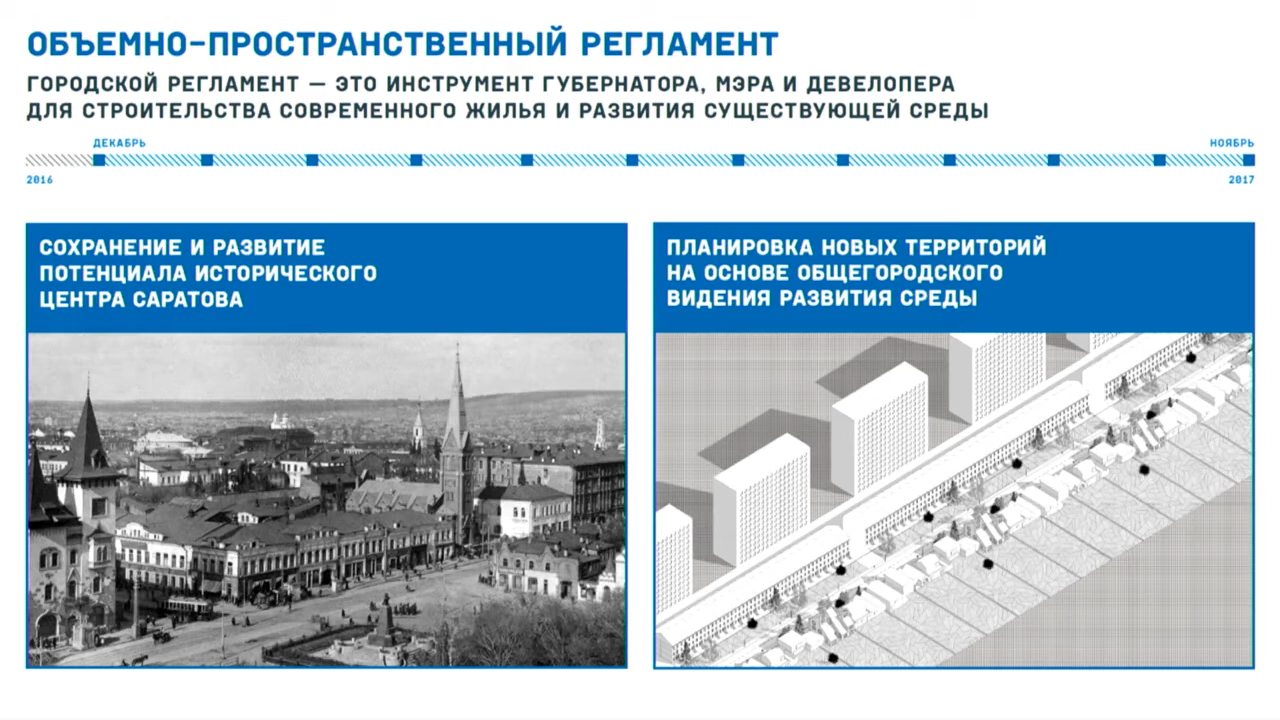 ОБЪЕМНО-ПРОСТРАНСТВЕННЫЙ РЕГЛАМЕНТ
ГОРОДСКОЙ РЕГЛАМЕНТ — ЭТО ИНСТРУМЕНТ ГУБЕРНАТОРА, МЭРА И ДЕВЕЛОПЕРА
ДЛЯ СТРОИТЕЛЬСТВА СОВРЕМЕННОГО ЖИЛЬЯ И РАЗВИТИЯ СУЩЕСТВУЮЩЕЙ СРЕДЫ
ДЕКАБРЬ
НОЯБРЬ
2016
2017
СОХРАНЕНИЕ И РАЗВИТИЕ
ПОТЕНЦИАЛА ИСТОРИЧЕСКОГО
ЦЕНТРА САРАТОВА
ПЛАНИРОВКА НОВЫХ ТЕРРИТОРИЙ
НА ОСНОВЕ ОБЩЕГОРОДСКОГО
ВИДЕНИЯ РАЗВИТИЯ СРЕДЫ